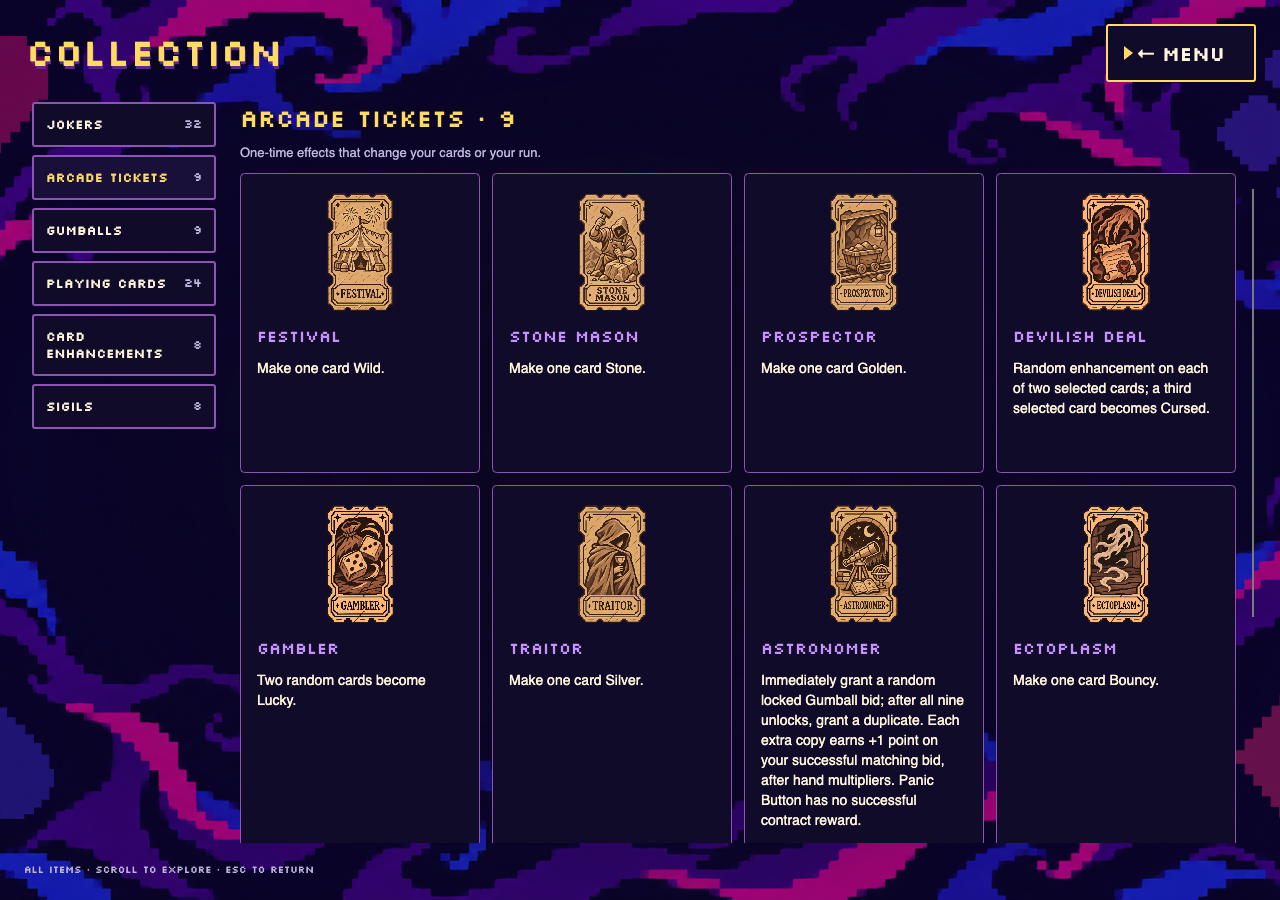 COLLECTION
← MENU
JOKERS 32
ARCADE TICKETS 9
GUMBALLS 9
PLAYING CARDS 24
CARD
ENHANCEMENTS 8
SIGILS 8
ARCADE TICKETS · 9
One-time effects that change your cards or your run.
FESTIVAL
FESTIVAL
Make one card Wild.
STONE
MASON
STONE MASON
Make one card Stone.
PROSPECTOR
PROSPECTOR
Make one card Golden.
DEVILISH DEAL
DEVILISH DEAL
Random enhancement on each
of two selected cards; a third
selected card becomes Cursed.
GAMBLER
GAMBLER
Two random cards become
Lucky.
TRAITOR
TRAITOR
Make one card Silver.
ASTRONOMER
ASTRONOMER
Immediately grant a random
locked Gumball bid; after all nine
unlocks, grant a duplicate. Each
extra copy earns +1 point on
your successful matching bid,
after hand multipliers. Panic
Button has no successful
contract reward.
ECTOPLASM
ECTOPLASM
Make one card Bouncy.
ALL ITEMS · SCROLL TO EXPLORE · ESC TO RETURN